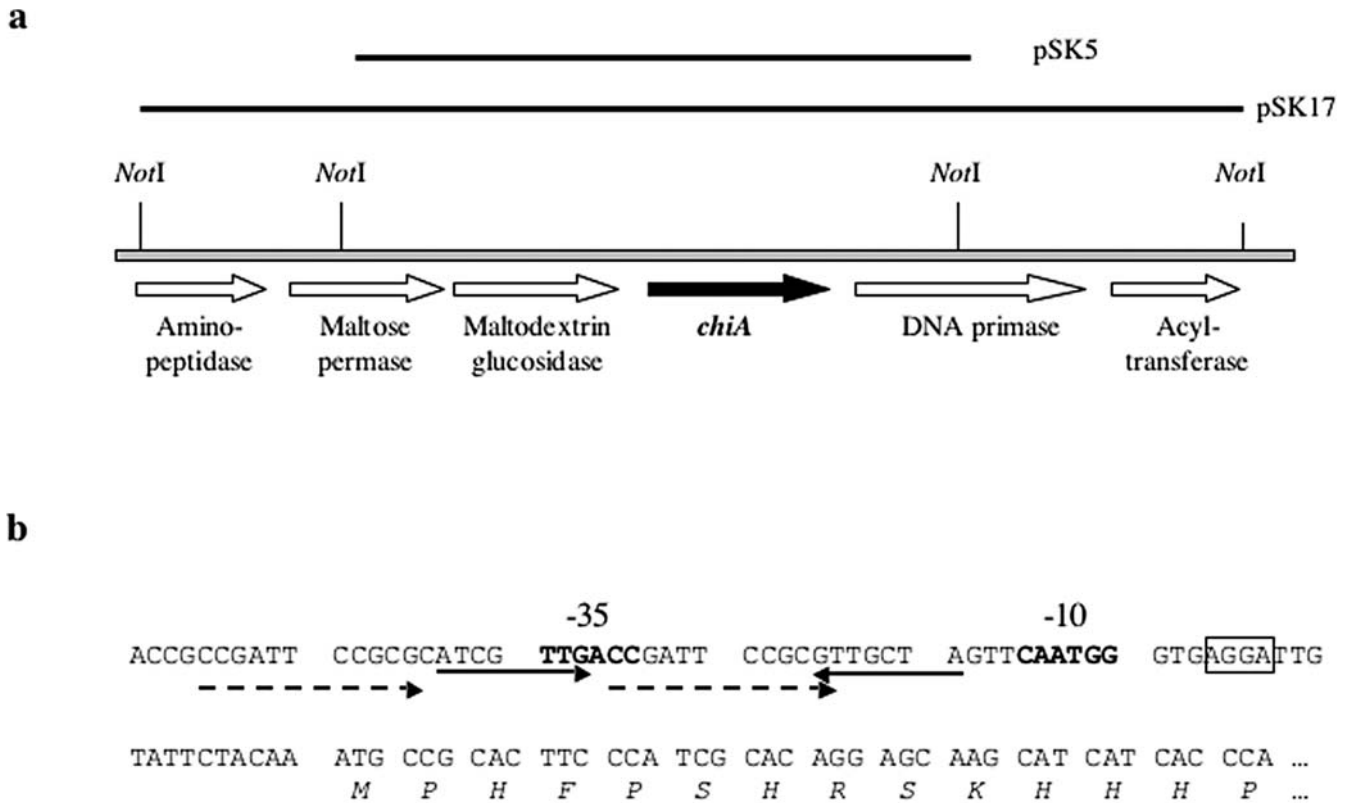 a
pSK5
pSK17
NotI NotI NotI NotI
Amino- Maltose Maltodextrin chiA DNA primase Acyl-
peptidase permase glucosidase transferase
b
-35 -10
ACCGCCGATT CCGCGCATCG TTGACCGATT CCGCGTTGCT AGTTCAATGG GTGAGGATTG
TATTCTACAA ATG CCG CAC TTC CCA TCG CAC AGG AGC AAG CAT CAT CAC CCA ...
M P H F P S H R S K H H H P ...